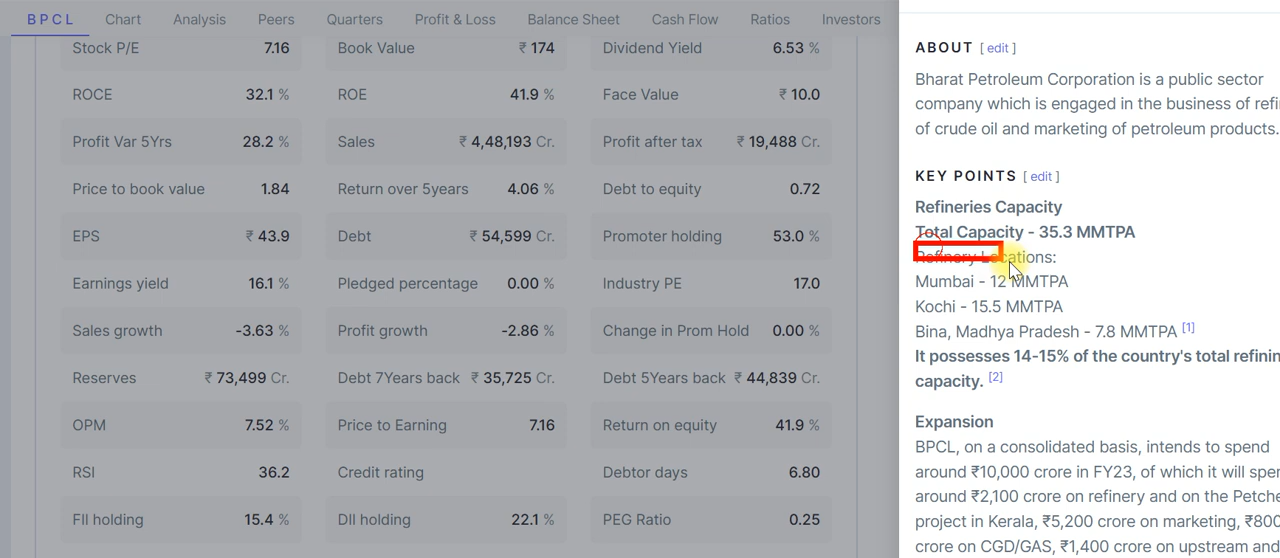 BPCL Chart Analysis Peers Quarters Profit & Loss Balance Sheet Cash Flow Ratios Investors
Stock P/E 7.16 Book Value ₹ 174 Dividend Yield 6.53 %
ROCE 32.1 % ROE 41.9 % Face Value ₹ 10.0
Profit Var 5Yrs 28.2 % Sales ₹ 4,48,193 Cr. Profit after tax ₹ 19,488 Cr.
Price to book value 1.84 Return over 5years 4.06 % Debt to equity 0.72
EPS ₹ 43.9 Debt ₹ 54,599 Cr. Promoter holding 53.0 %
Earnings yield 16.1 % Pledged percentage 0.00 % Industry PE 17.0
Sales growth -3.63 % Profit growth -2.86 % Change in Prom Hold 0.00 %
Reserves ₹ 73,499 Cr. Debt 7Years back ₹ 35,725 Cr. Debt 5Years back ₹ 44,839 Cr.
OPM 7.52 % Price to Earning 7.16 Return on equity 41.9 %
RSI 36.2 Credit rating Debtor days 6.80
FII holding 15.4 % DII holding 22.1 % PEG Ratio 0.25
ABOUT [ edit ]
Bharat Petroleum Corporation is a public sector
company which is engaged in the business of refi
of crude oil and marketing of petroleum products.
KEY POINTS [ edit ]
Refineries Capacity
Total Capacity - 35.3 MMTPA
Refinery Locations:
Mumbai - 12 MMTPA
Kochi - 15.5 MMTPA
Bina, Madhya Pradesh - 7.8 MMTPA [1]
It possesses 14-15% of the country's total refinin
capacity. [2]
Expansion
BPCL, on a consolidated basis, intends to spend
around ₹10,000 crore in FY23, of which it will spen
around ₹2,100 crore on refinery and on the Petche
project in Kerala, ₹5,200 crore on marketing, ₹800
crore on CGD/GAS, ₹1,400 crore on upstream and